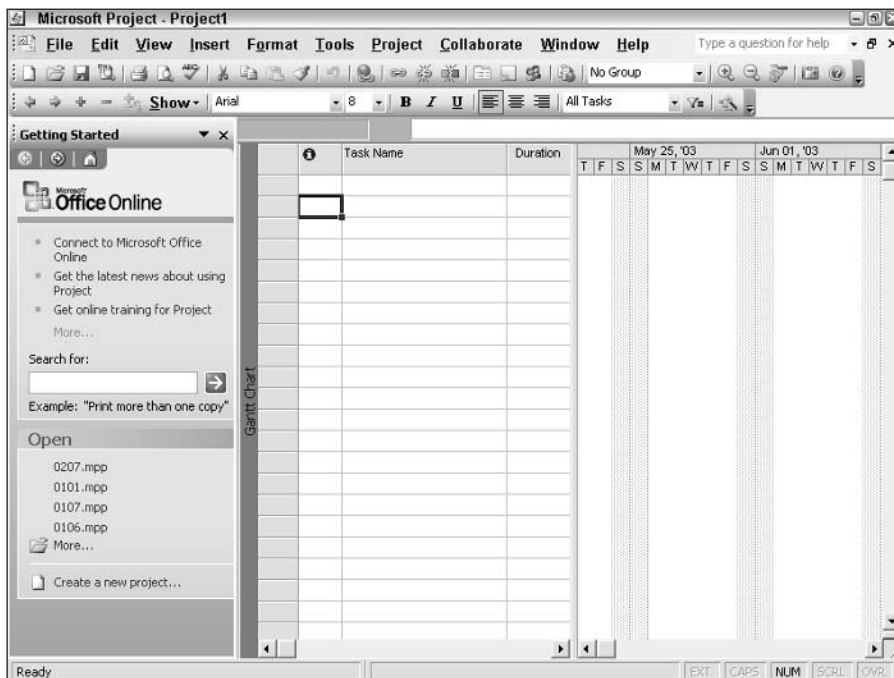 Microsoft Project - Project1
File Edit View Insert Format Tools Project Collaborate Window Help Type a question for help
No Group
Show Arial 8 B I U All Tasks
Getting Started
Microsoft
Office Online
Connect to Microsoft Office
Online
Get the latest news about using
Project
Get online training for Project
More...
Search for:
Example: "Print more than one copy"
Open
0207.mpp
0101.mpp
0107.mpp
0106.mpp
More...
Create a new project...
Gantt Chart
Task Name Duration
May 25, '03 Jun 01, '03
T F S S M T W T F S S M T W T F S
Ready EXT CAPS NUM SCRL OVR